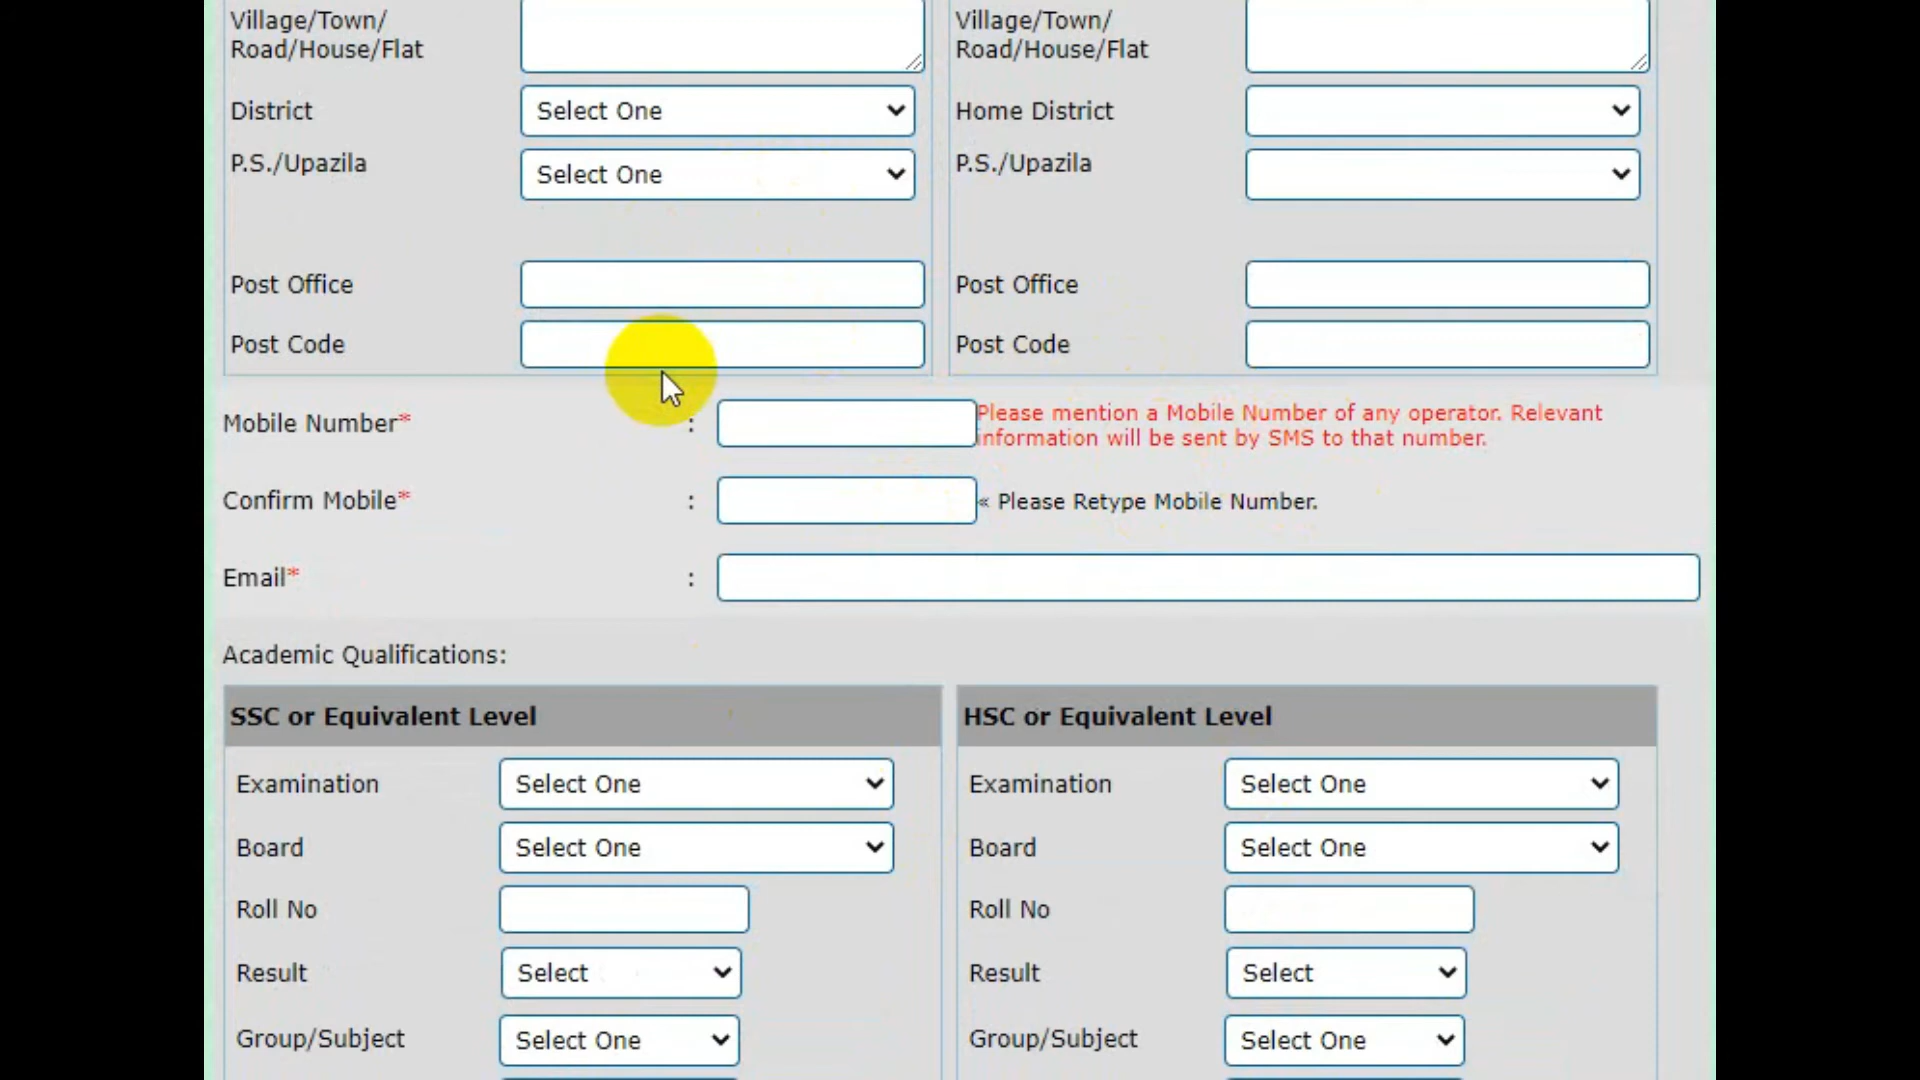 Village/Town/
Road/House/Flat
Village/Town/
Road/House/Flat
District
Select One
Home District
P.S./Upazila
Select One
P.S./Upazila
Post Office
Post Office
Post Code
Post Code
Mobile Number*
:
Please mention a Mobile Number of any operator. Relevant
information will be sent by SMS to that number.
Confirm Mobile*
:
« Please Retype Mobile Number.
Email*
:
Academic Qualifications:
SSC or Equivalent Level
HSC or Equivalent Level
Examination
Select One
Examination
Select One
Board
Select One
Board
Select One
Roll No
Roll No
Result
Select
Result
Select
Group/Subject
Select One
Group/Subject
Select One